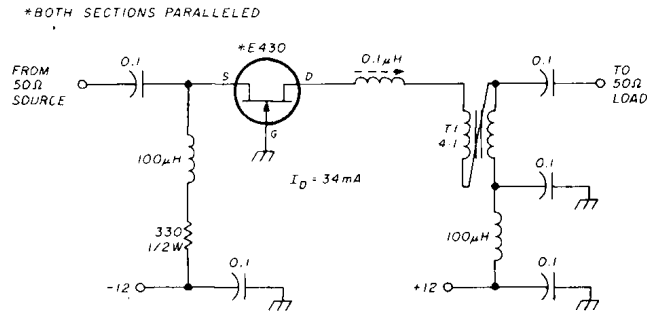 *BOTH SECTIONS PARALLELED
*E430
0.1
S
D
G
0.1μH
0.1
FROM
50Ω
SOURCE
TO
50Ω
LOAD
T1
4:1
100μH
I_D = 34mA
0.1
330
1/2W
100μH
0.1
0.1
-12
+12